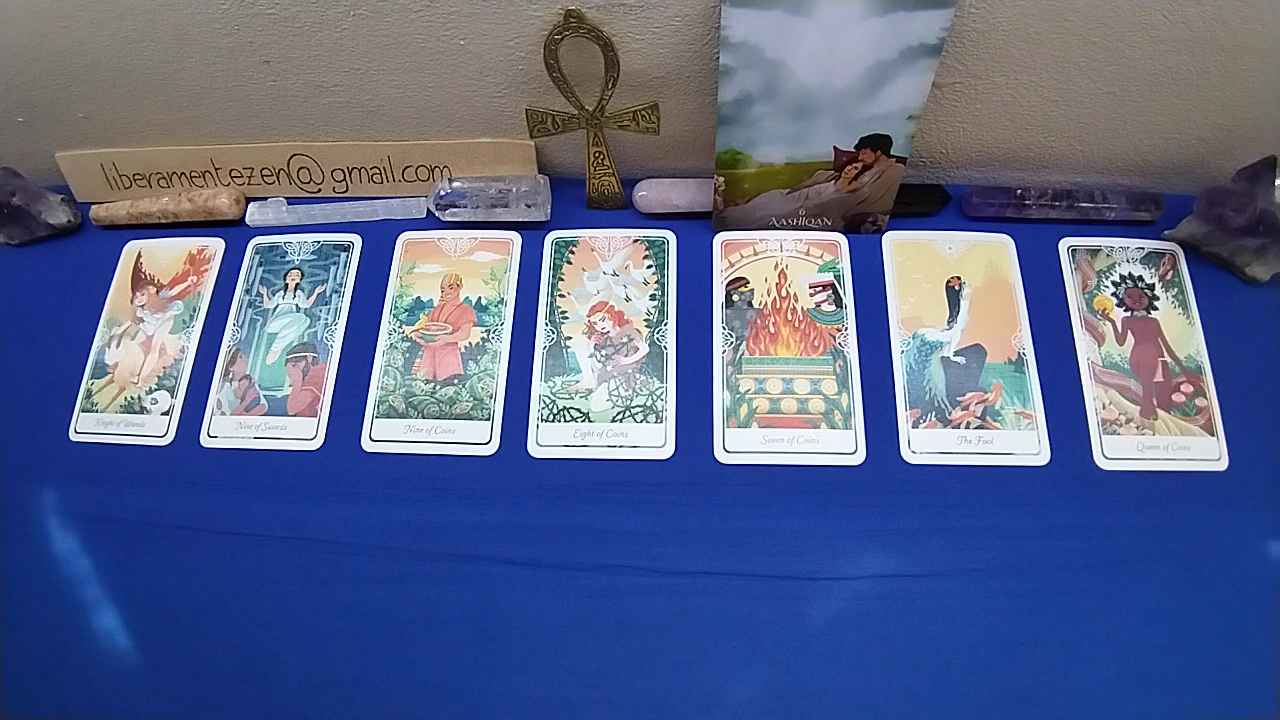 liberamentezen@gmail.com
6
AASHIQAN
Knight of Wands
Nine of Swords
Nine of Coins
Eight of Coins
Seven of Coins
The Fool
Queen of Coins